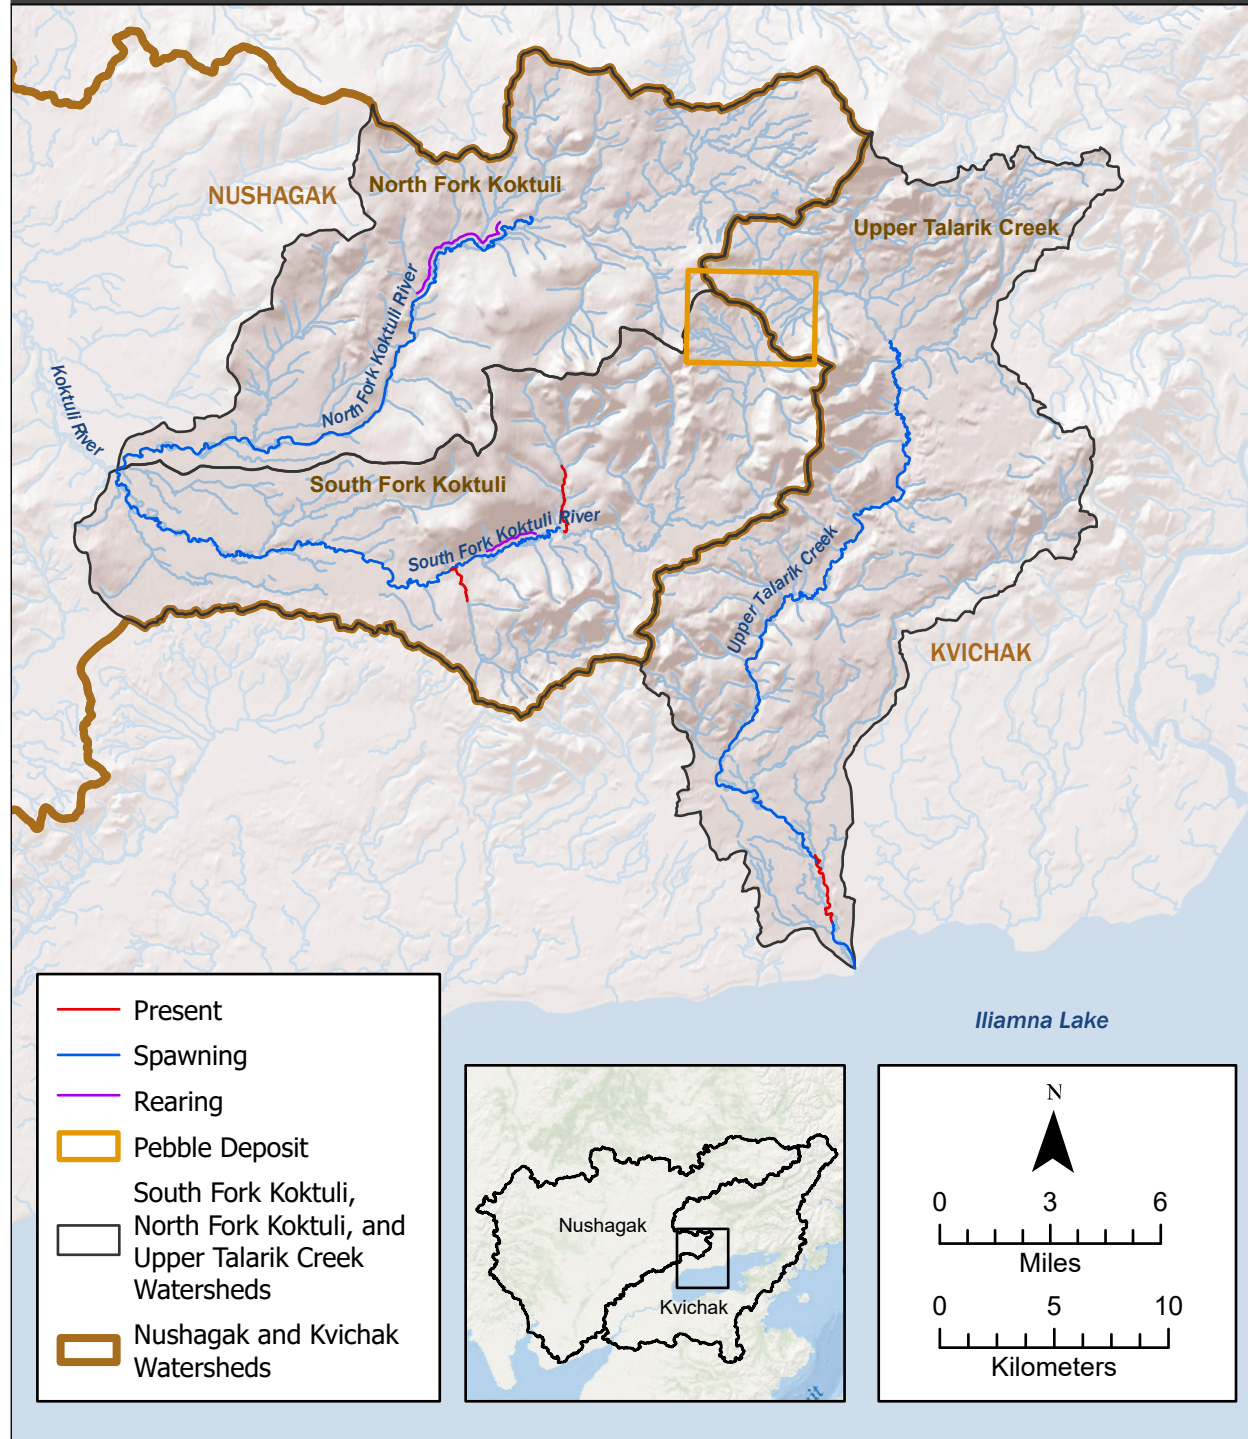 NUSHAGAK
North Fork Koktuli
Upper Talarik Creek
North Fork Koktuli River
Koktuli River
South Fork Koktuli
South Fork Koktuli River
Upper Talarik Creek
KVICHAK
Iliamna Lake
Present
Spawning
Rearing
Pebble Deposit
South Fork Koktuli,
North Fork Koktuli, and
Upper Talarik Creek
Watersheds
Nushagak and Kvichak
Watersheds
Nushagak
Kvichak
N
0 3 6
Miles
0 5 10
Kilometers